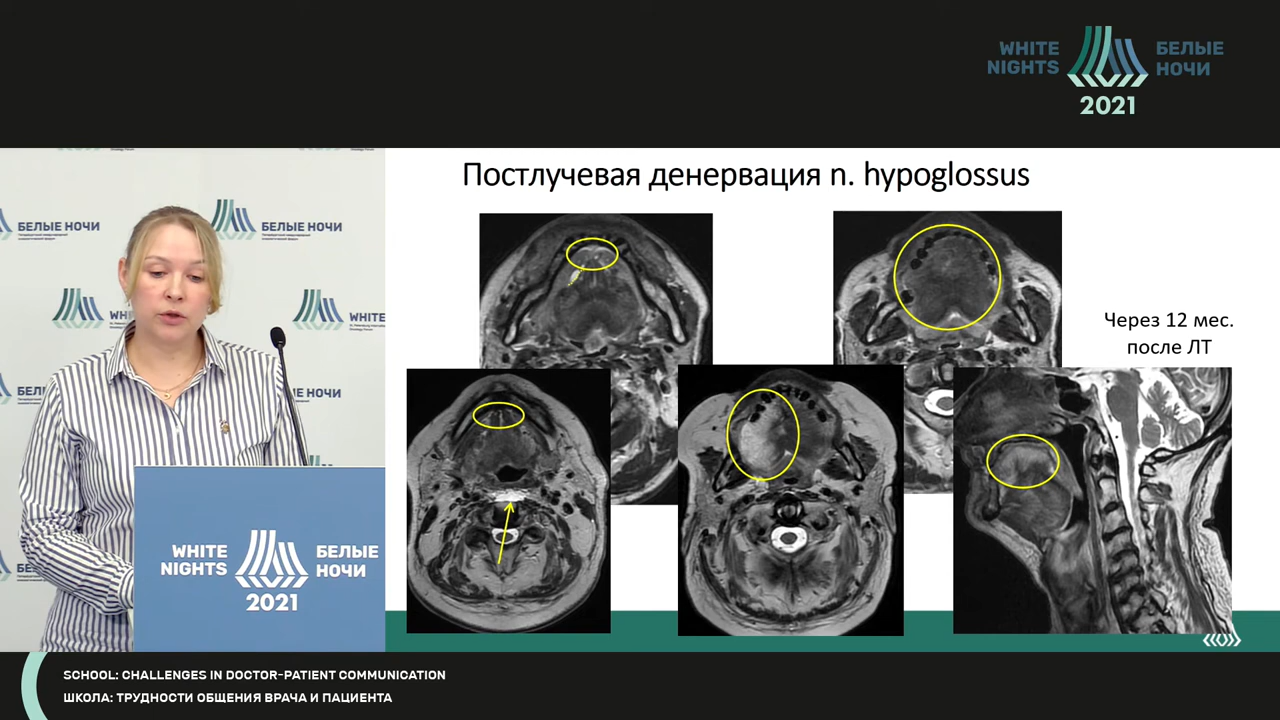 WHITE
NIGHTS
БЕЛЫЕ
НОЧИ
2021
Постлучевая денервация n. hypoglossus
Через 12 мес.
после ЛТ
БЕЛЫЕ НОЧИ
БЕЛЫЕ НОЧИ
WHITE
WHITE
WHITE
NIGHTS
БЕЛЫЕ
НОЧИ
2021
SCHOOL: CHALLENGES IN DOCTOR-PATIENT COMMUNICATION
ШКОЛА: ТРУДНОСТИ ОБЩЕНИЯ ВРАЧА И ПАЦИЕНТА